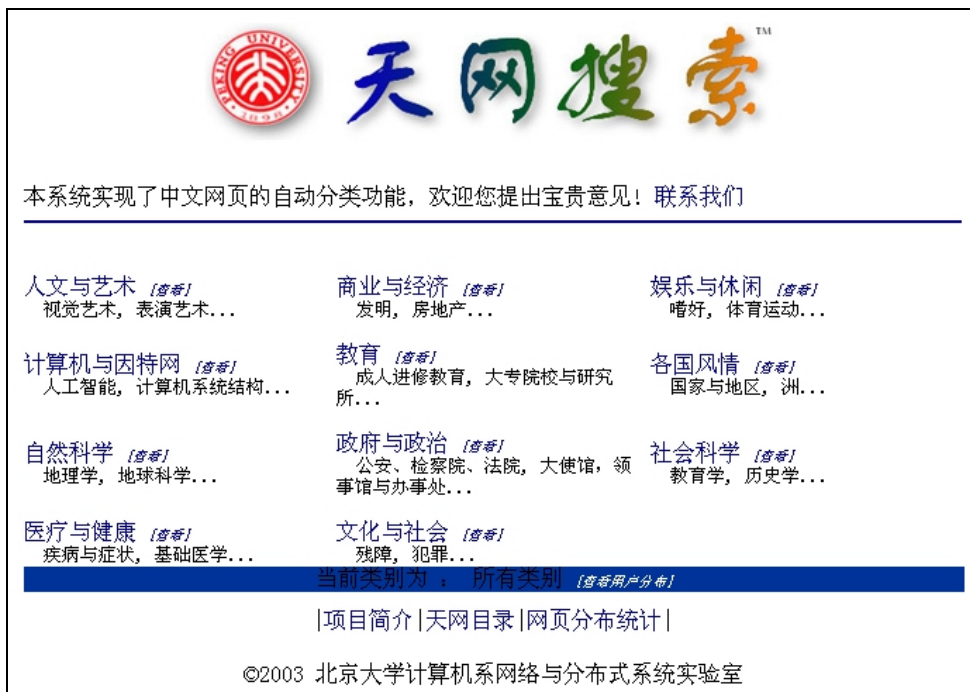 PEKING UNIVERSITY
1898
天网搜索 TM
本系统实现了中文网页的自动分类功能，欢迎您提出宝贵意见！联系我们
人文与艺术 [查看]
视觉艺术, 表演艺术...
商业与经济 [查看]
发明, 房地产...
娱乐与休闲 [查看]
嗜好, 体育运动...
计算机与因特网 [查看]
人工智能, 计算机系统结构...
教育 [查看]
成人进修教育, 大专院校与研究
所...
各国风情 [查看]
国家与地区, 洲...
自然科学 [查看]
地理学, 地球科学...
政府与政治 [查看]
公安、检察院、法院, 大使馆，领
事馆与办事处...
社会科学 [查看]
教育学, 历史学...
医疗与健康 [查看]
疾病与症状, 基础医学...
文化与社会 [查看]
残障, 犯罪...
当前类别为 ： 所有类别 [查看用户分布]
|项目简介|天网目录|网页分布统计|
©2003 北京大学计算机系网络与分布式系统实验室